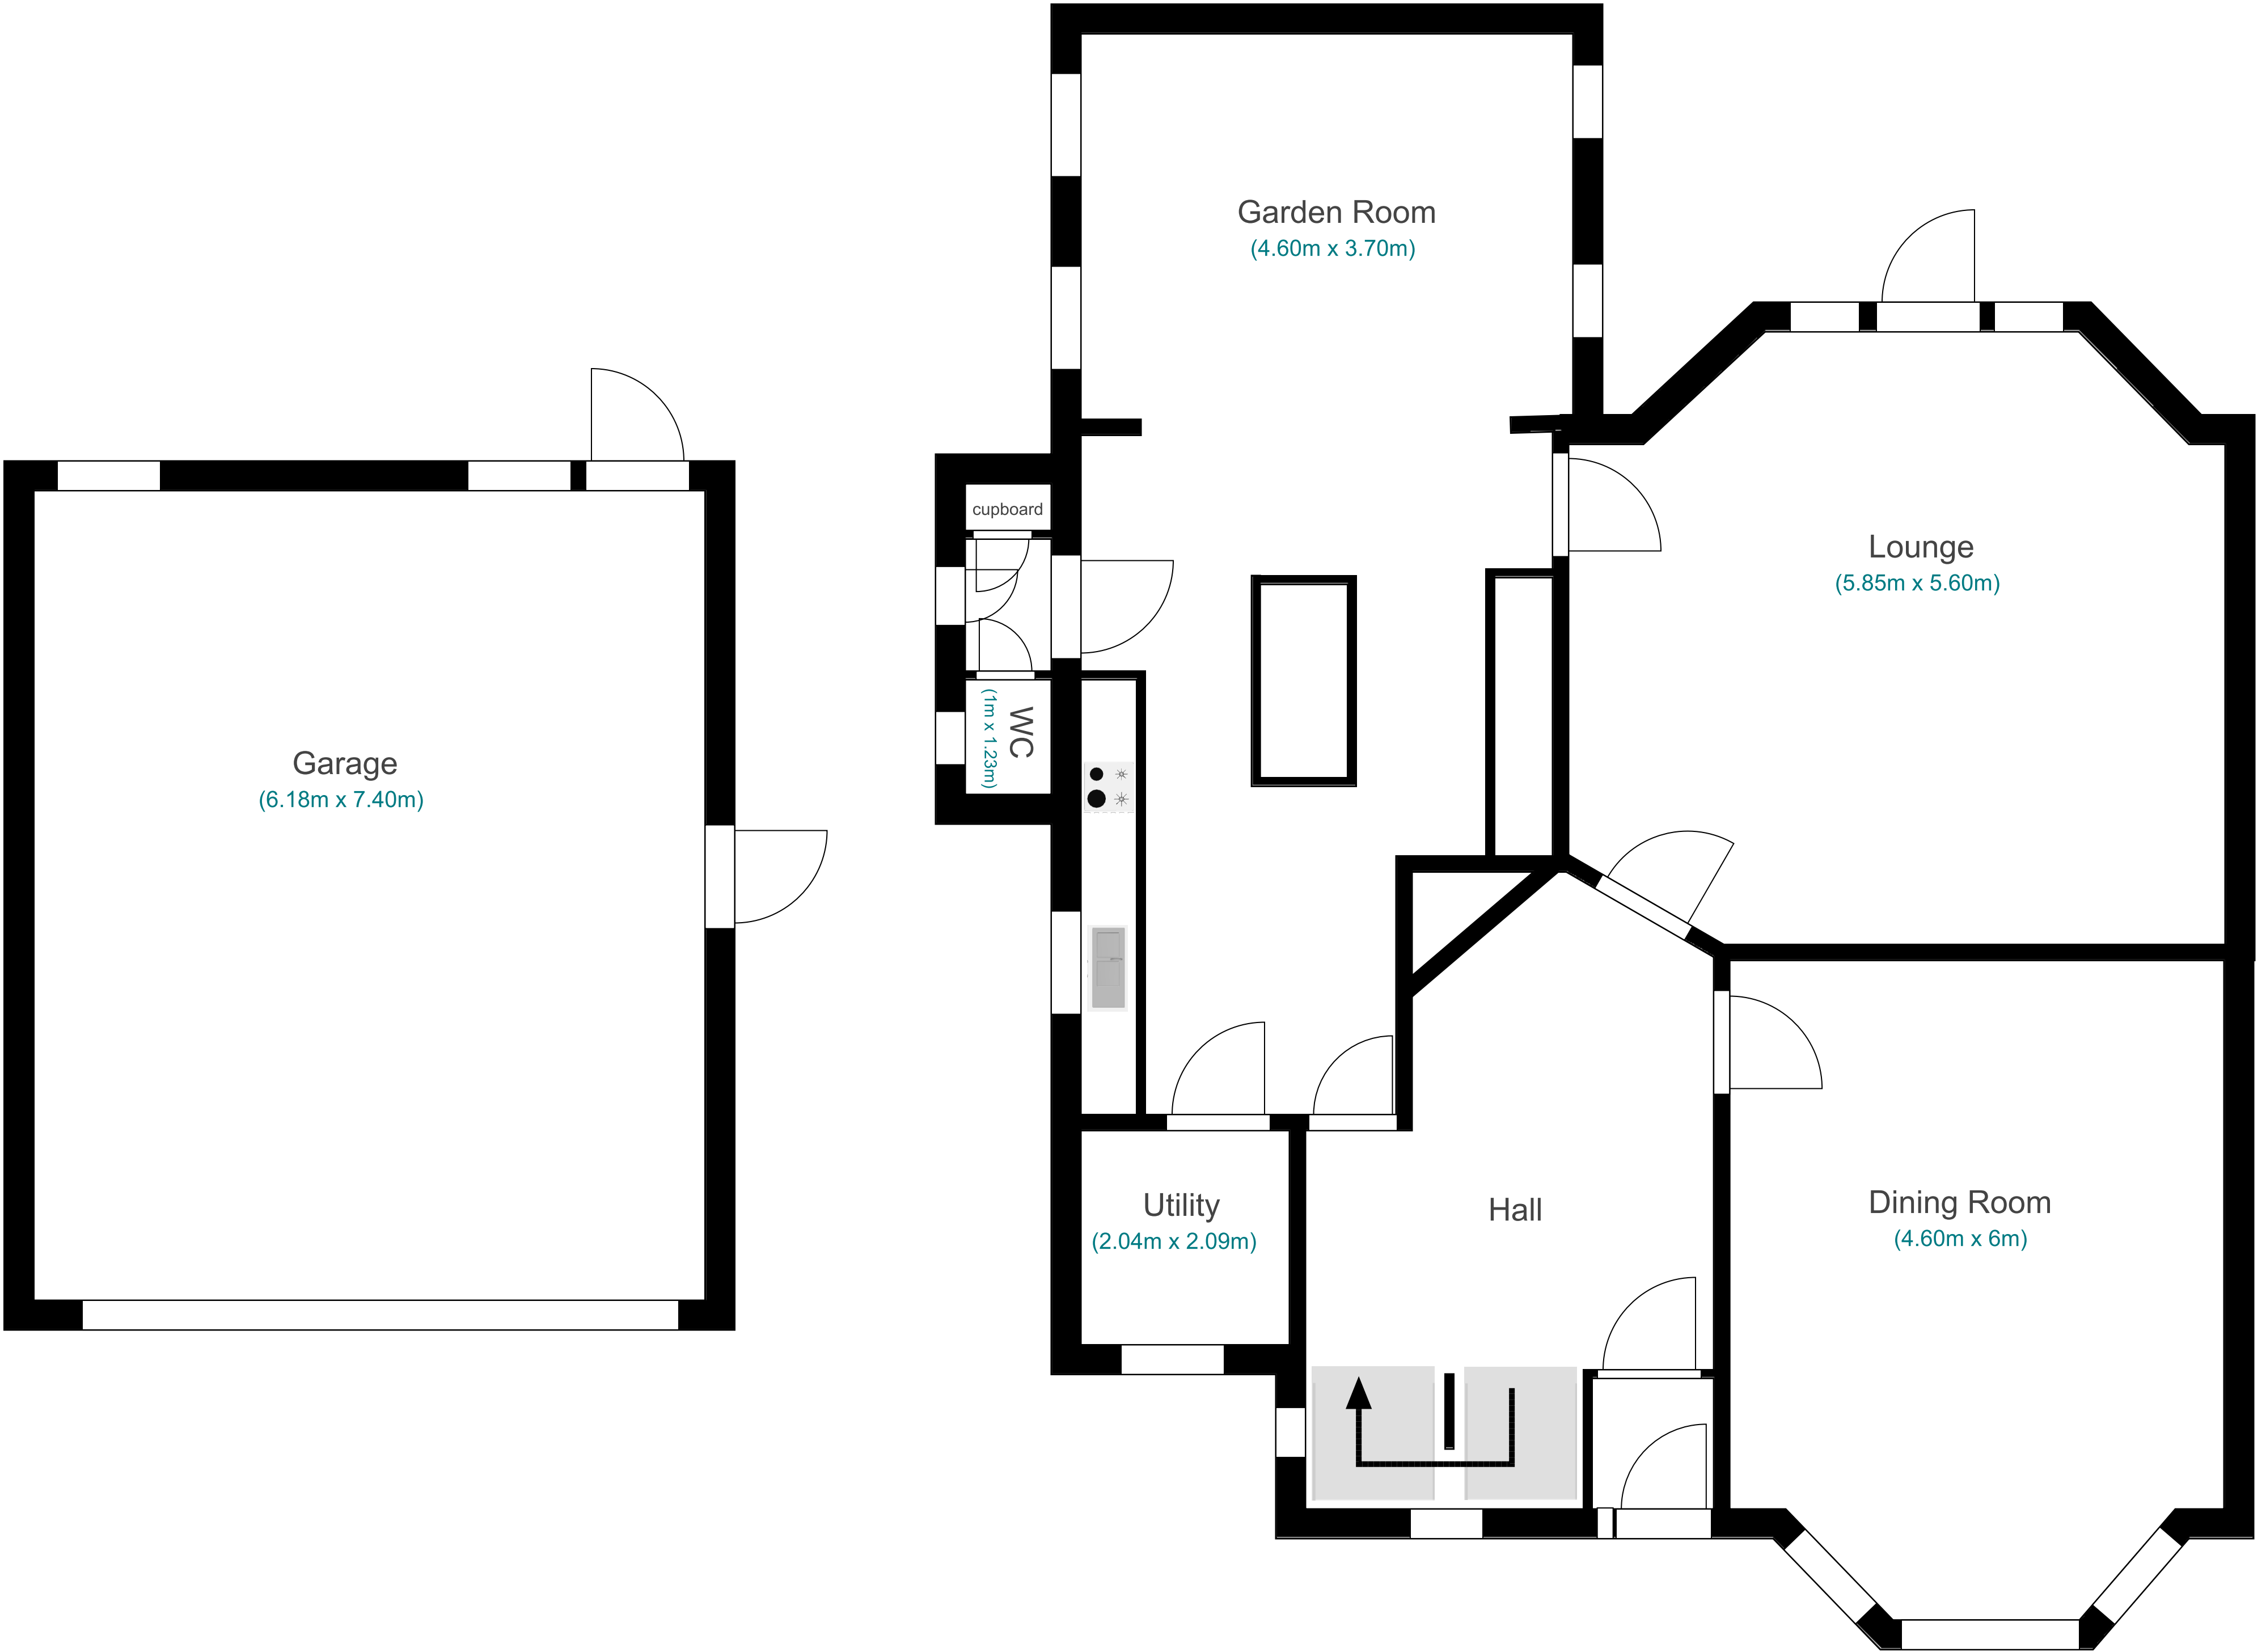 Garden Room
(4.60m x 3.70m)
cupboard
Lounge
(5.85m x 5.60m)
WC
(1m x 1.23m)
Garage
(6.18m x 7.40m)
Utility
(2.04m x 2.09m)
Hall
Dining Room
(4.60m x 6m)